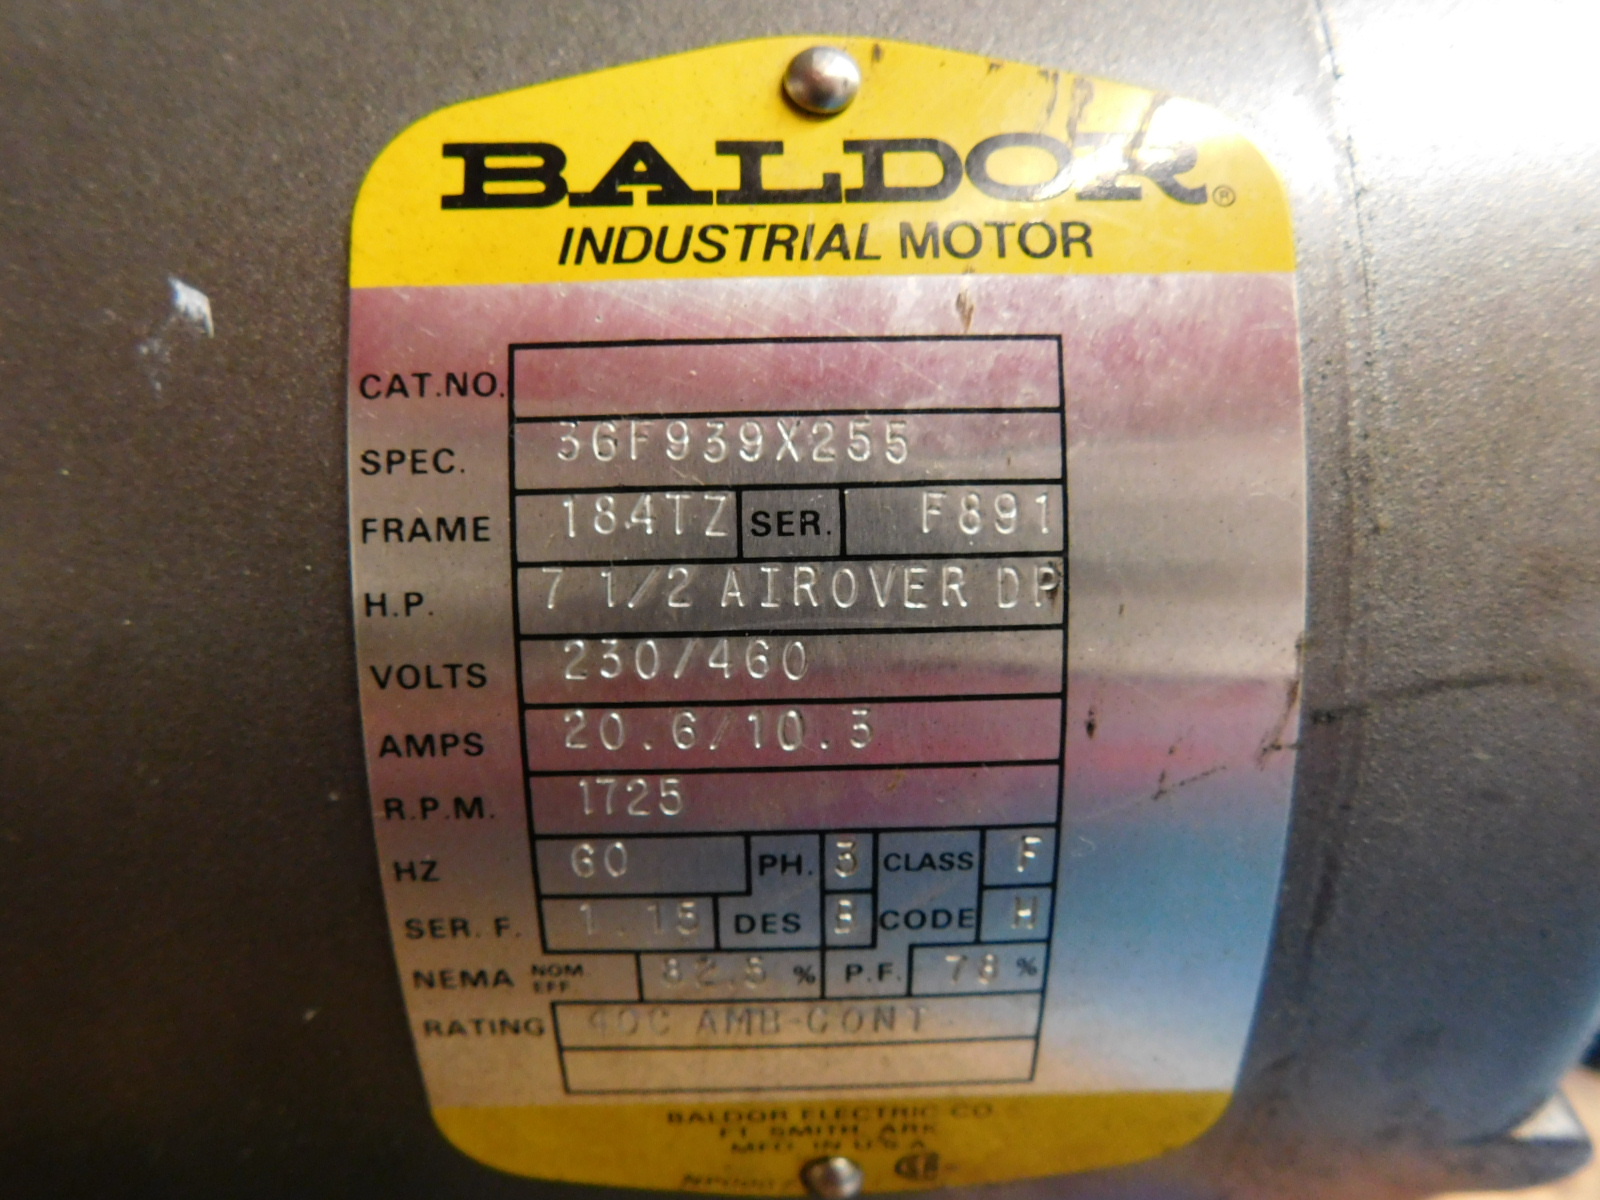 BALDOR®
INDUSTRIAL MOTOR
CAT.NO.
SPEC. 36F939X255
FRAME 184TZ SER. F891
H.P. 7 1/2 AIROVER DP
VOLTS 230/460
AMPS 20.6/10.3
R.P.M. 1725
HZ 60 PH. 3 CLASS F
SER. F. 1.15 DES B CODE H
NEMA NOM. EFF. 82.5 % P.F. 78 %
RATING 40C AMB-CONT
BALDOR ELECTRIC CO.
FT. SMITH, ARK.
MFD. IN U.S.A.